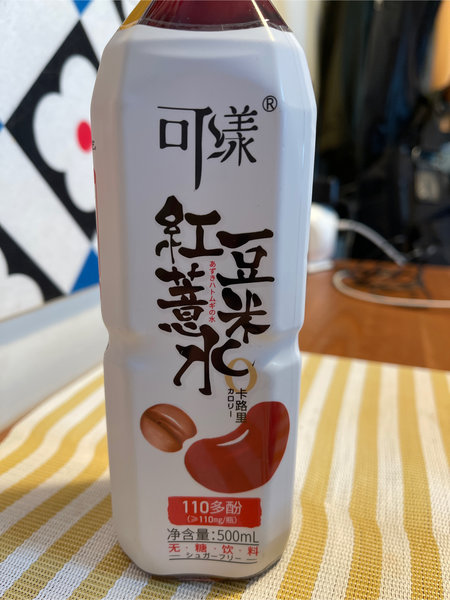 可漾®
紅豆
薏米
水
あずきハトムギの水
0卡路里
カロリー
110多酚
(≥110mg/瓶)
净含量:500mL
无·糖·饮·料
シュガーフリー